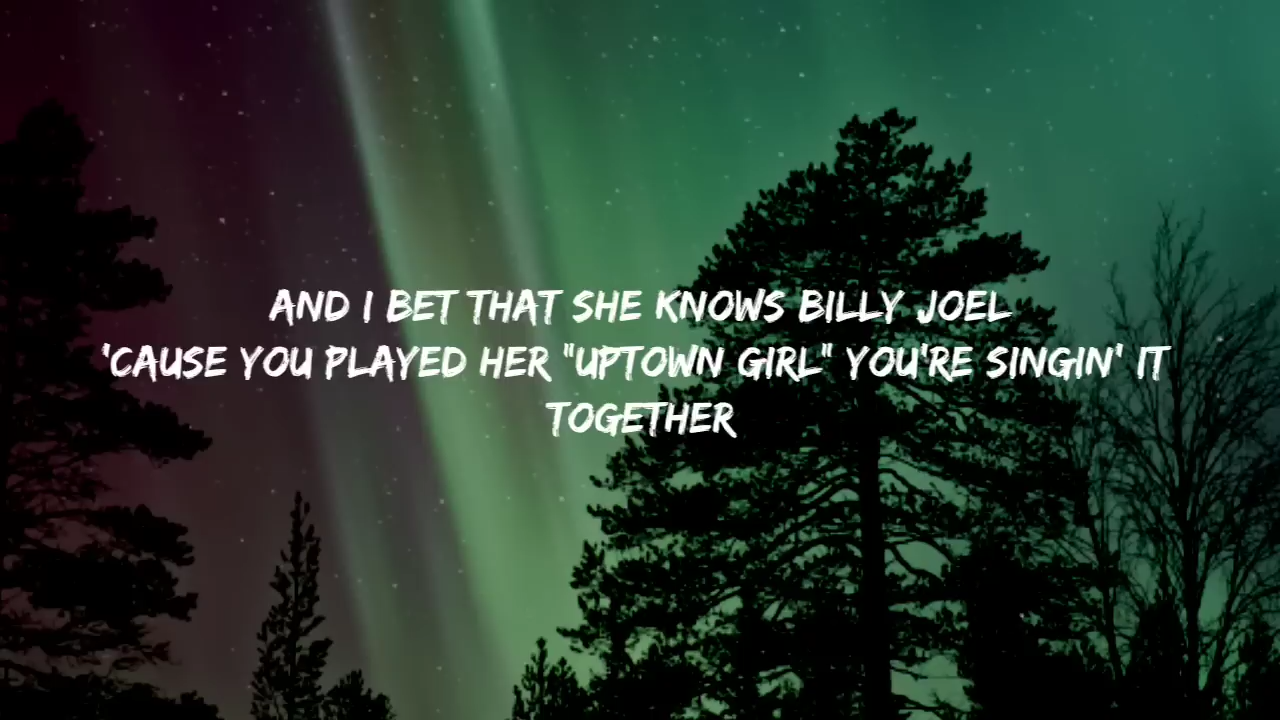 AND I BET THAT SHE KNOWS BILLY JOEL
'CAUSE YOU PLAYED HER "UPTOWN GIRL" YOU'RE SINGIN' IT
TOGETHER